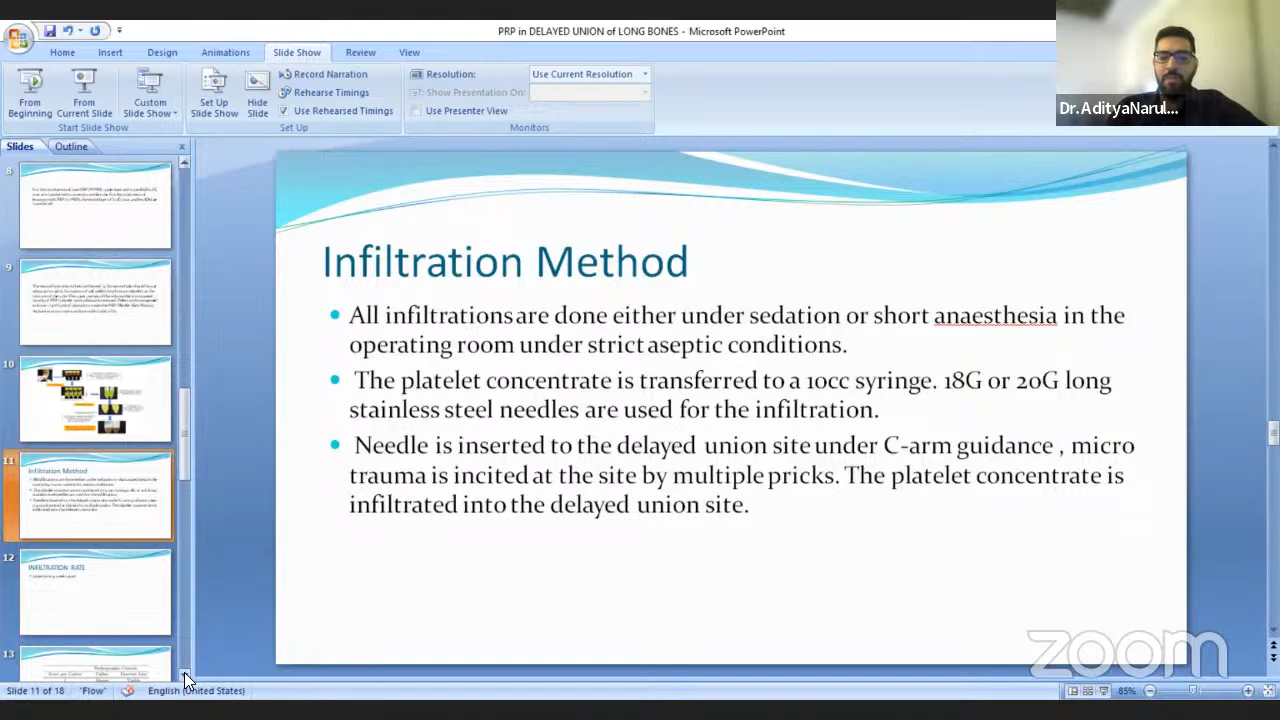 PRP in DELAYED UNION of LONG BONES - Microsoft PowerPoint
Home Insert Design Animations Slide Show Review View
From Beginning
From Current Slide
Custom Slide Show
Start Slide Show
Set Up Slide Show
Hide Slide
Record Narration
Rehearse Timings
Use Rehearsed Timings
Set Up
Resolution: Use Current Resolution
Show Presentation On:
Use Presenter View
Monitors
Dr.AdityaNarul...
Slides Outline
8
9
10
11
Infiltration Method
12
INFILTRATION RATE
13
Infiltration Method
All infiltrations are done either under sedation or short anaesthesia in the
operating room under strict aseptic conditions.
The platelet concentrate is transferred to a 10cc syringe. 18G or 20G long
stainless steel needles are used for the infiltration.
Needle is inserted to the delayed union site under C-arm guidance , micro
trauma is inarted at the site by multiple pricks. The platelet concentrate is
infiltrated into the delayed union site.
zoom
Slide 11 of 18 "Flow" English (United States) 85%